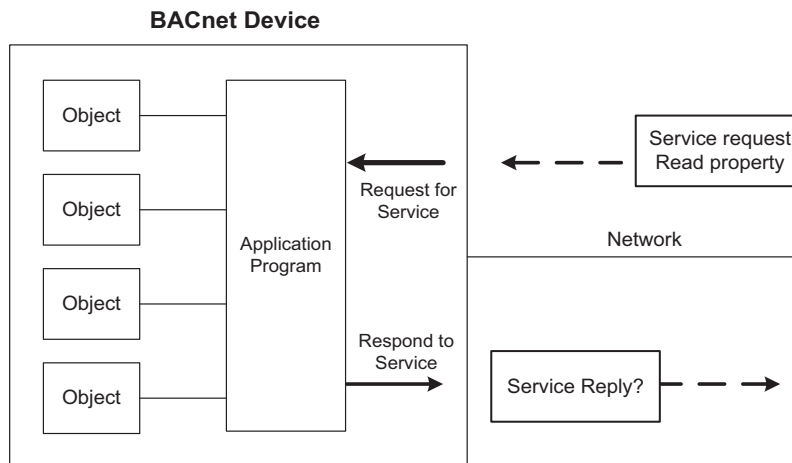 BACnet Device
Object
Object
Object
Object
Application
Program
Request for
Service
Respond to
Service
Service request
Read property
Network
Service Reply?